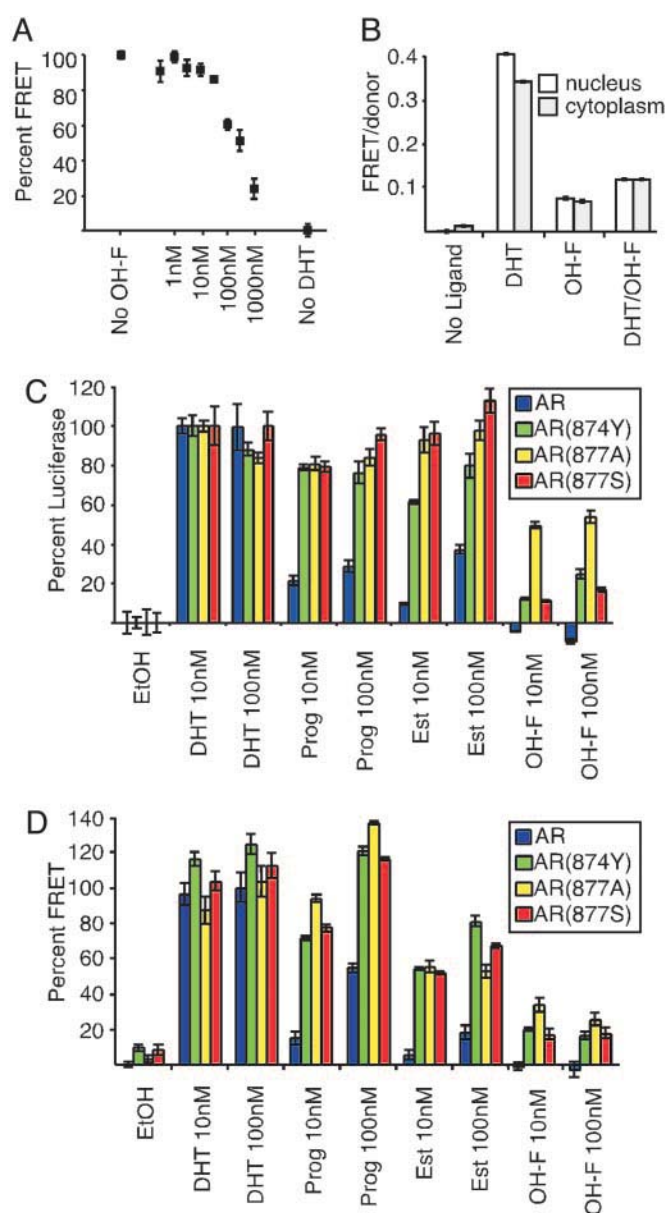 A
Percent FRET
100
80
60
40
20
No OH-F
1nM
10nM
100nM
1000nM
No DHT
B
FRET/donor
0.4
0.1
nucleus
cytoplasm
No Ligand
DHT
OH-F
DHT/OH-F
C
Percent Luciferase
120
100
80
60
40
20
AR
AR(874Y)
AR(877A)
AR(877S)
EtOH
DHT 10nM
DHT 100nM
Prog 10nM
Prog 100nM
Est 10nM
Est 100nM
OH-F 10nM
OH-F 100nM
D
Percent FRET
140
120
100
80
60
40
20
AR
AR(874Y)
AR(877A)
AR(877S)
EtOH
DHT 10nM
DHT 100nM
Prog 10nM
Prog 100nM
Est 10nM
Est 100nM
OH-F 10nM
OH-F 100nM